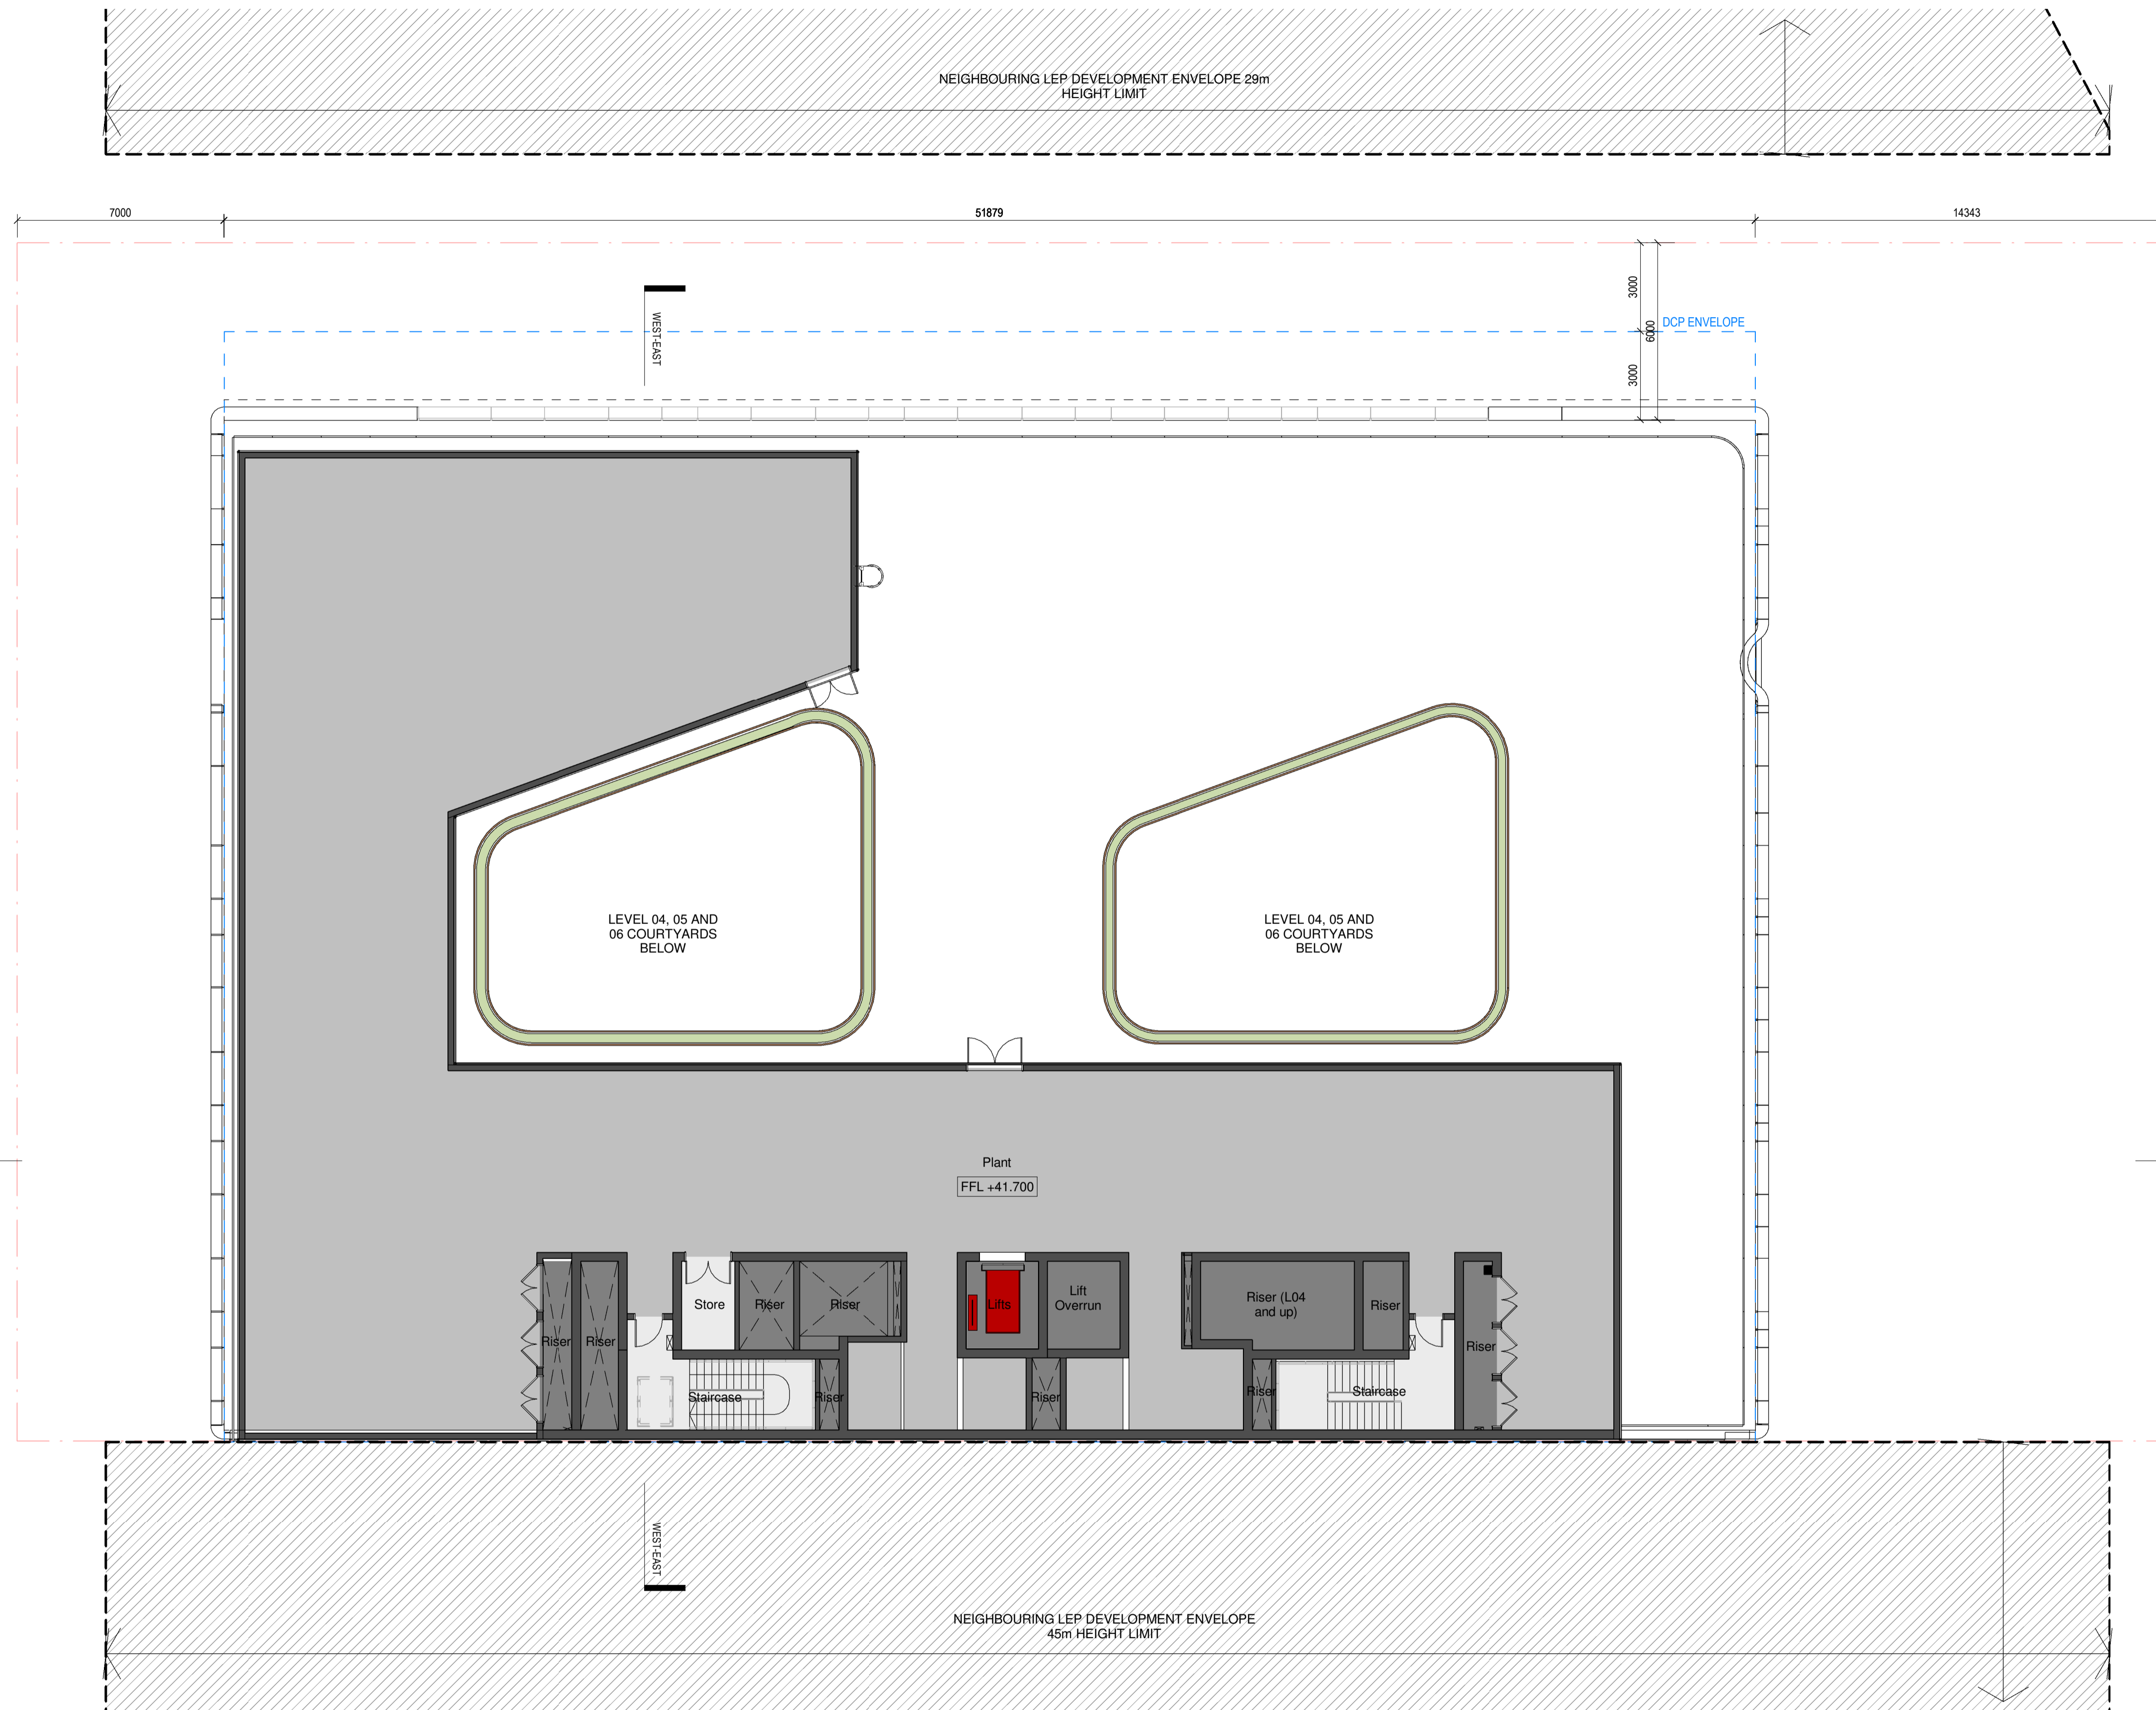 NEIGHBOURING LEP DEVELOPMENT ENVELOPE 29m
HEIGHT LIMIT
7000
51879
14343
3000
6000
3000
DCP ENVELOPE
WEST-EAST
LEVEL 04, 05 AND
06 COURTYARDS
BELOW
LEVEL 04, 05 AND
06 COURTYARDS
BELOW
Plant
FFL +41.700
Store
Riser
Riser
Lifts
Lift
Overrun
Riser (L04
and up)
Riser
Riser
Riser
Riser
Staircase
Riser
Riser
Riser
Staircase
WEST-EAST
NEIGHBOURING LEP DEVELOPMENT ENVELOPE
45m HEIGHT LIMIT